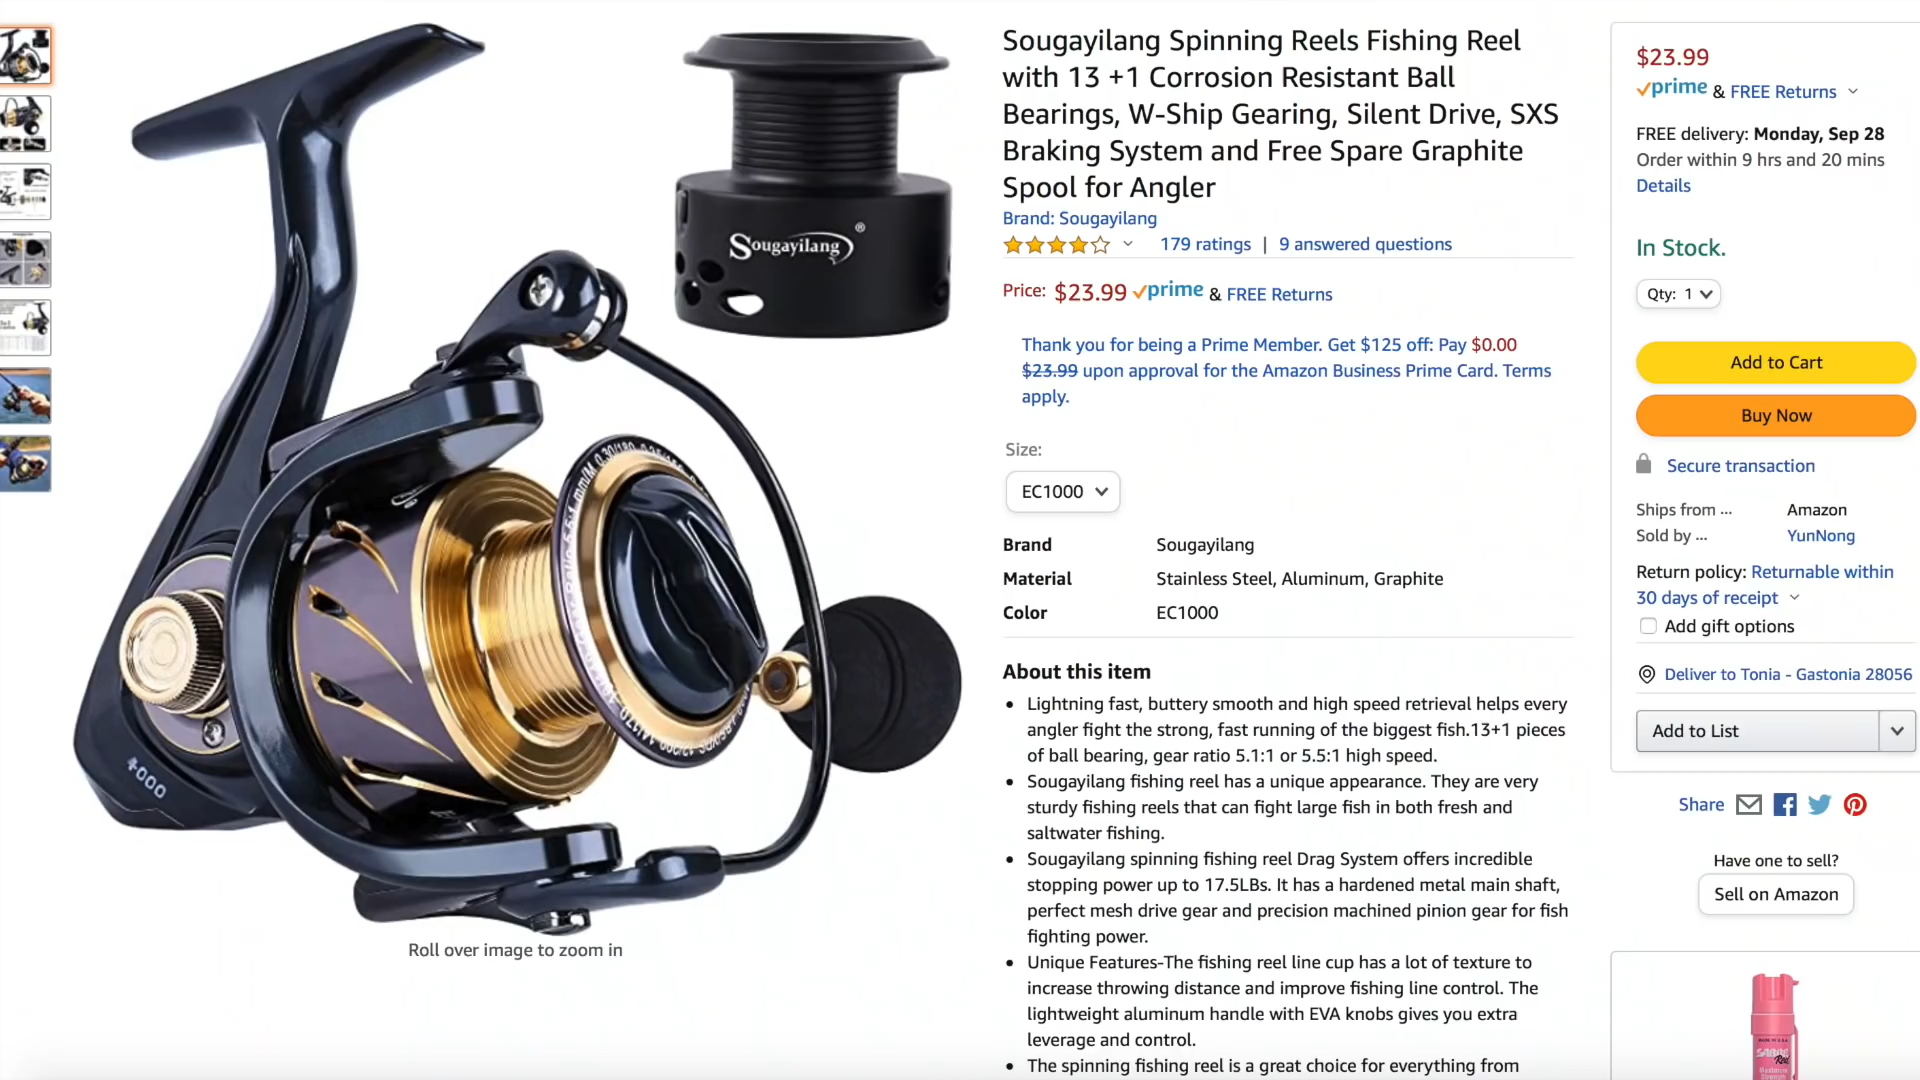 Sougayilang®
4000
Roll over image to zoom in
Sougayilang Spinning Reels Fishing Reel
with 13 +1 Corrosion Resistant Ball
Bearings, W-Ship Gearing, Silent Drive, SXS
Braking System and Free Spare Graphite
Spool for Angler
Brand: Sougayilang
179 ratings | 9 answered questions
Price: $23.99 prime & FREE Returns
Thank you for being a Prime Member. Get $125 off: Pay $0.00
$23.99 upon approval for the Amazon Business Prime Card. Terms
apply.
Size:
EC1000
Brand Sougayilang
Material Stainless Steel, Aluminum, Graphite
Color EC1000
About this item
• Lightning fast, buttery smooth and high speed retrieval helps every
angler fight the strong, fast running of the biggest fish.13+1 pieces
of ball bearing, gear ratio 5.1:1 or 5.5:1 high speed.
• Sougayilang fishing reel has a unique appearance. They are very
sturdy fishing reels that can fight large fish in both fresh and
saltwater fishing.
• Sougayilang spinning fishing reel Drag System offers incredible
stopping power up to 17.5LBs. It has a hardened metal main shaft,
perfect mesh drive gear and precision machined pinion gear for fish
fighting power.
• Unique Features-The fishing reel line cup has a lot of texture to
increase throwing distance and improve fishing line control. The
lightweight aluminum handle with EVA knobs gives you extra
leverage and control.
• The spinning fishing reel is a great choice for everything from
$23.99
prime & FREE Returns
FREE delivery: Monday, Sep 28
Order within 9 hrs and 20 mins
Details
In Stock.
Qty: 1
Add to Cart
Buy Now
Secure transaction
Ships from ... Amazon
Sold by ... YunNong
Return policy: Returnable within
30 days of receipt
Add gift options
Deliver to Tonia - Gastonia 28056
Add to List
Share
Have one to sell?
Sell on Amazon
SABRE
Red